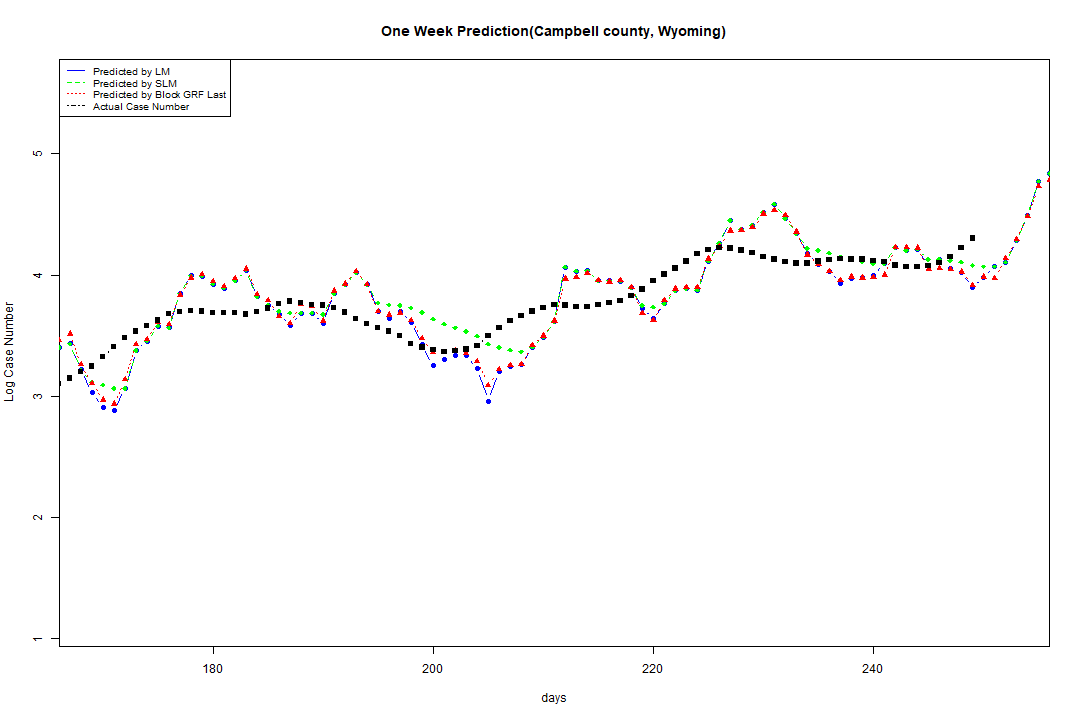 One Week Prediction(Campbell county, Wyoming)
Predicted by LM
Predicted by SLM
Predicted by Block GRF Last
Actual Case Number
5
4
3
2
1
Log Case Number
180 200 220 240
days